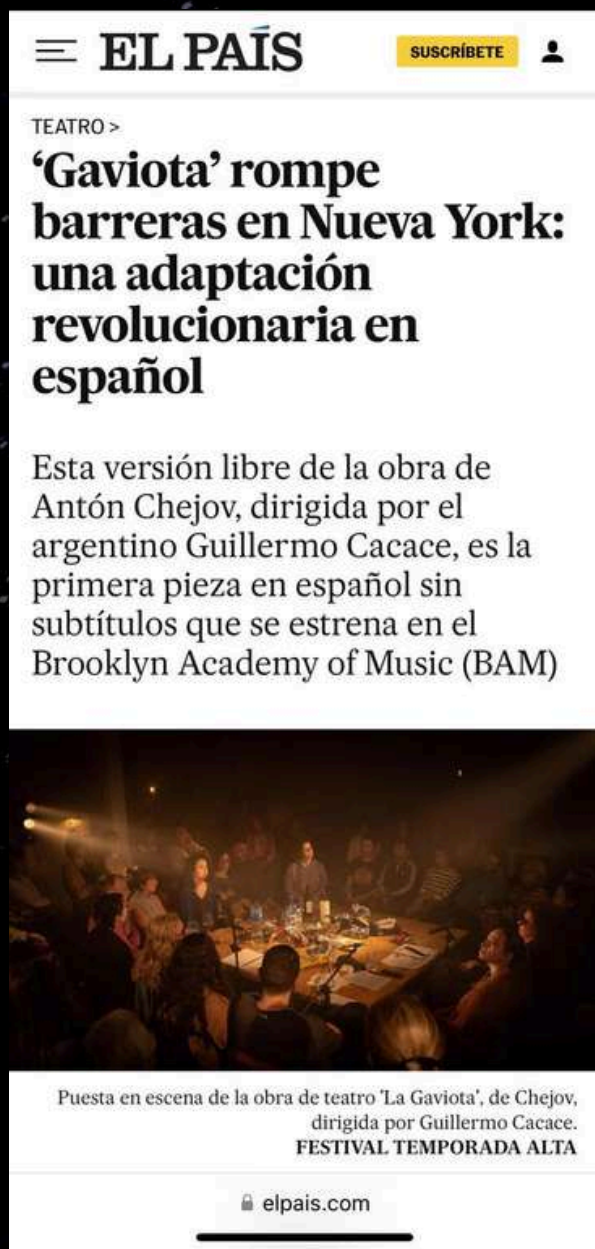 EL PAÍS
SUSCRÍBETE
TEATRO >
‘Gaviota’ rompe
barreras en Nueva York:
una adaptación
revolucionaria en
español
Esta versión libre de la obra de
Antón Chejov, dirigida por el
argentino Guillermo Cacace, es la
primera pieza en español sin
subtítulos que se estrena en el
Brooklyn Academy of Music (BAM)
Puesta en escena de la obra de teatro 'La Gaviota', de Chejov,
dirigida por Guillermo Cacace.
FESTIVAL TEMPORADA ALTA
elpais.com